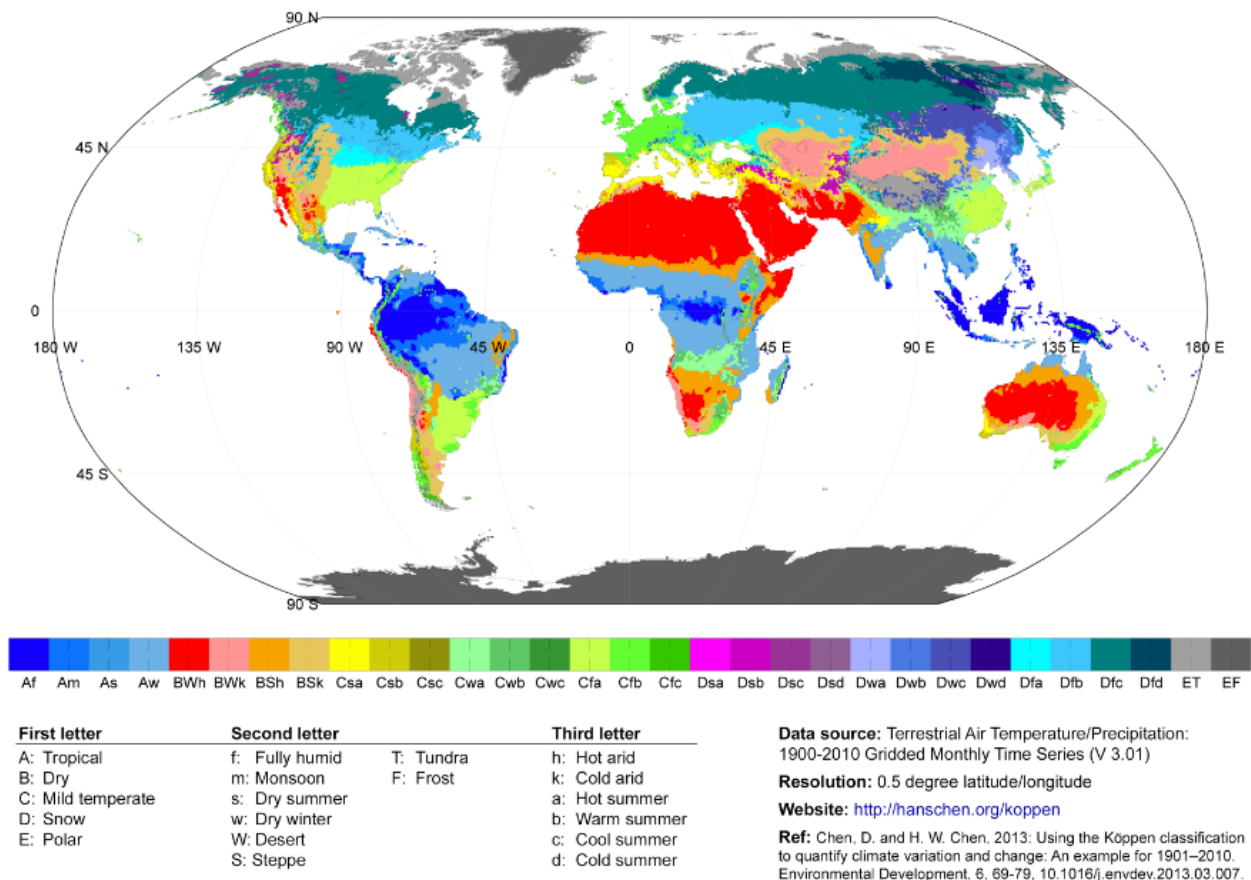 90 N
45 N
0
180 W 135 W 90 W 45 W 0 45 E 90 E 135 E 180 E
45 S
90 S
Af Am As Aw BWh BWk BSh BSk Csa Csb Csc Cwa Cwb Cwc Cfa Cfb Cfc Dsa Dsb Dsc Dsd Dwa Dwb Dwc Dwd Dfa Dfb Dfc Dfd ET EF
First letter
A: Tropical
B: Dry
C: Mild temperate
D: Snow
E: Polar
Second letter
f: Fully humid T: Tundra
m: Monsoon F: Frost
s: Dry summer
w: Dry winter
W: Desert
S: Steppe
Third letter
h: Hot arid
k: Cold arid
a: Hot summer
b: Warm summer
c: Cool summer
d: Cold summer
Data source: Terrestrial Air Temperature/Precipitation:
1900-2010 Gridded Monthly Time Series (V 3.01)
Resolution: 0.5 degree latitude/longitude
Website: http://hanschen.org/koppen
Ref: Chen, D. and H. W. Chen, 2013: Using the Köppen classification
to quantify climate variation and change: An example for 1901–2010.
Environmental Development, 6, 69-79, 10.1016/j.envdev.2013.03.007.